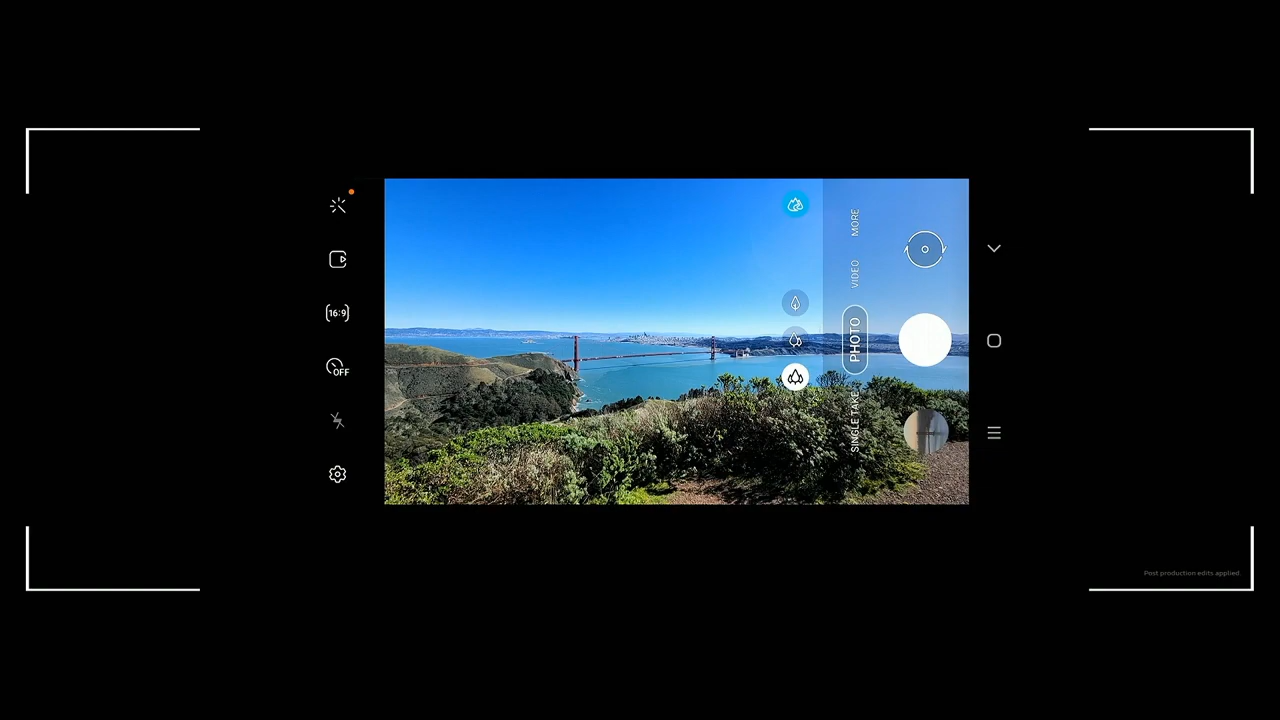 16:9
OFF
MORE
VIDEO
PHOTO
SINGLE TAKE
Post production edits applied.